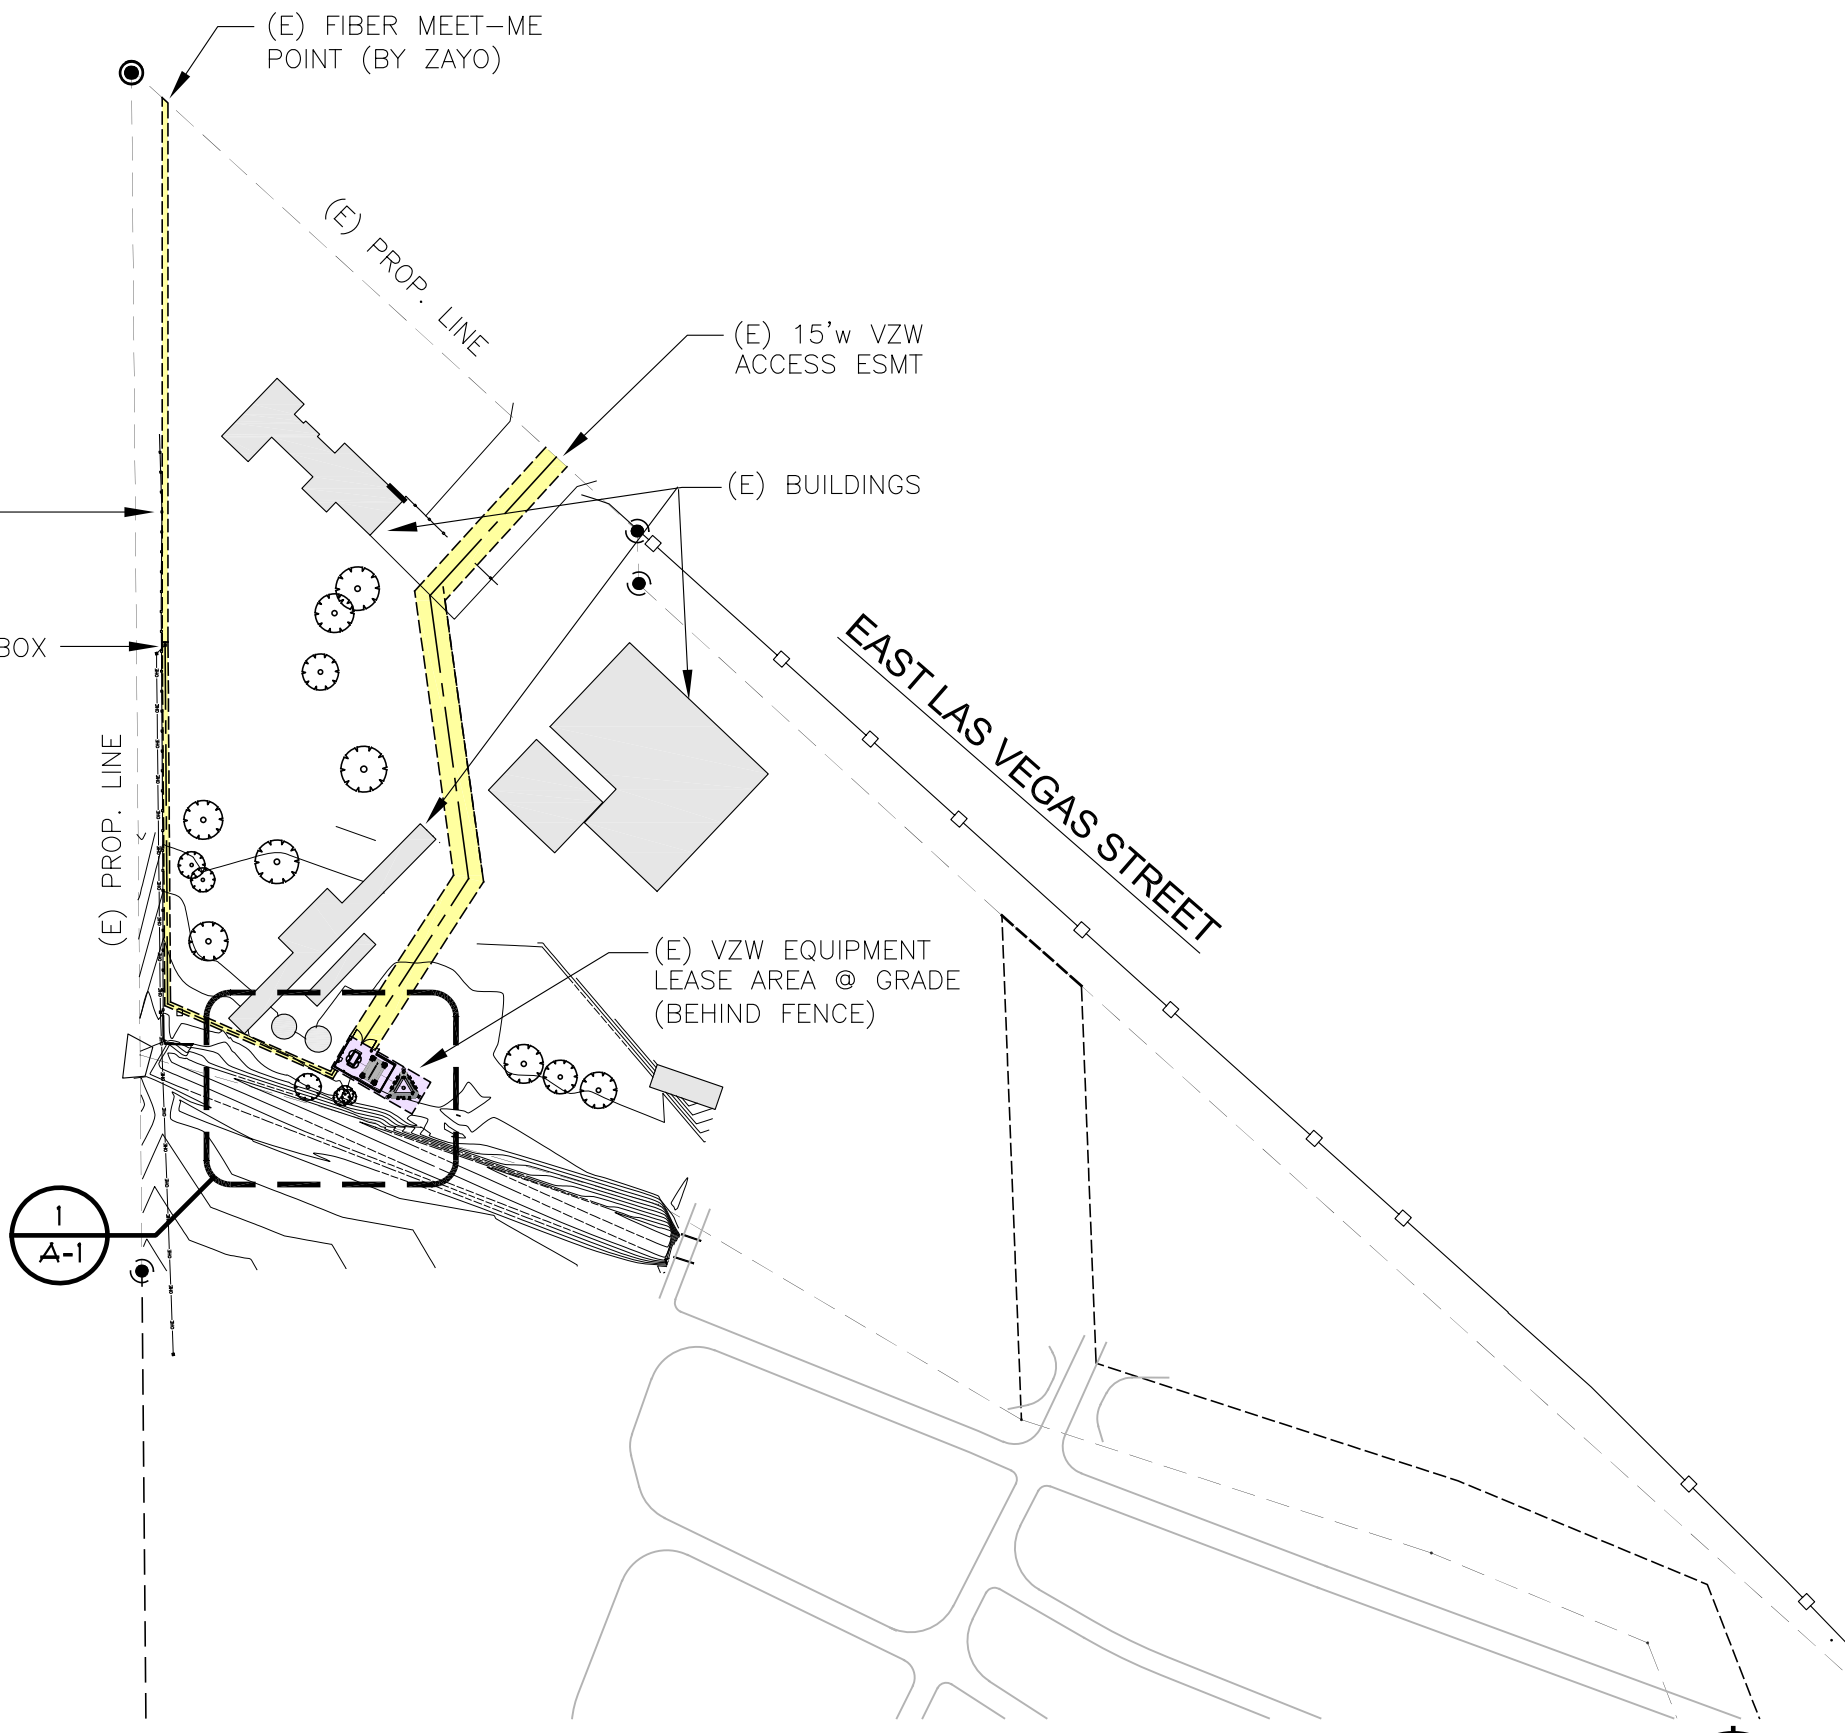 (E) FIBER MEET-ME
POINT (BY ZAYO)
(E) PROP. LINE
(E) 15'w VZW
ACCESS ESMT
(E) BUILDINGS
BOX
EAST LAS VEGAS STREET
(E) PROP. LINE
(E) VZW EQUIPMENT
LEASE AREA @ GRADE
(BEHIND FENCE)
1
A-1